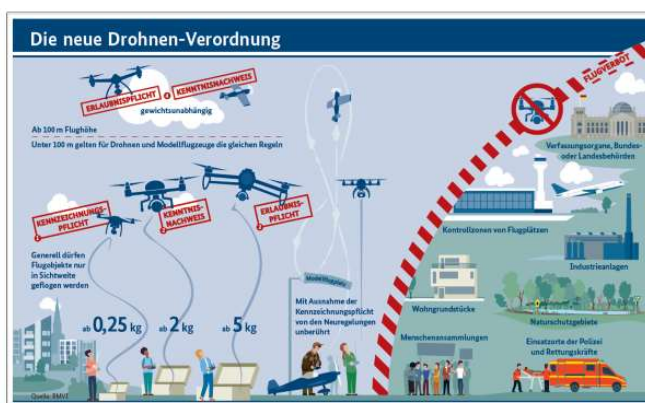 Die neue Drohnen-Verordnung
ERLAUBNISPFLICHT
KENNTNISNACHWEIS
gewichtsunabhängig
Ab 100 m Flughöhe
Unter 100 m gelten für Drohnen und Modellflugzeuge die gleichen Regeln
KENNZEICHNUNGS-
PFLICHT
1
KENNTNIS-
NACHWEIS
2
ERLAUBNIS-
PFLICHT
3
Generell dürfen
Flugobjekte nur
in Sichtweite
geflogen werden
ab 0,25 kg
ab 2 kg
ab 5 kg
Modellflugplatz
Mit Ausnahme der
Kennzeichnungspflicht
von den Neuregelungen
unberührt
FLUGVERBOT
Verfassungsorgane, Bundes-
oder Landesbehörden
Kontrollzonen von Flugplätzen
Industrieanlagen
Wohngrundstücke
Naturschutzgebiete
Menschenansammlungen
Einsatzorte der Polizei
und Rettungskräfte
Quelle: BMVI